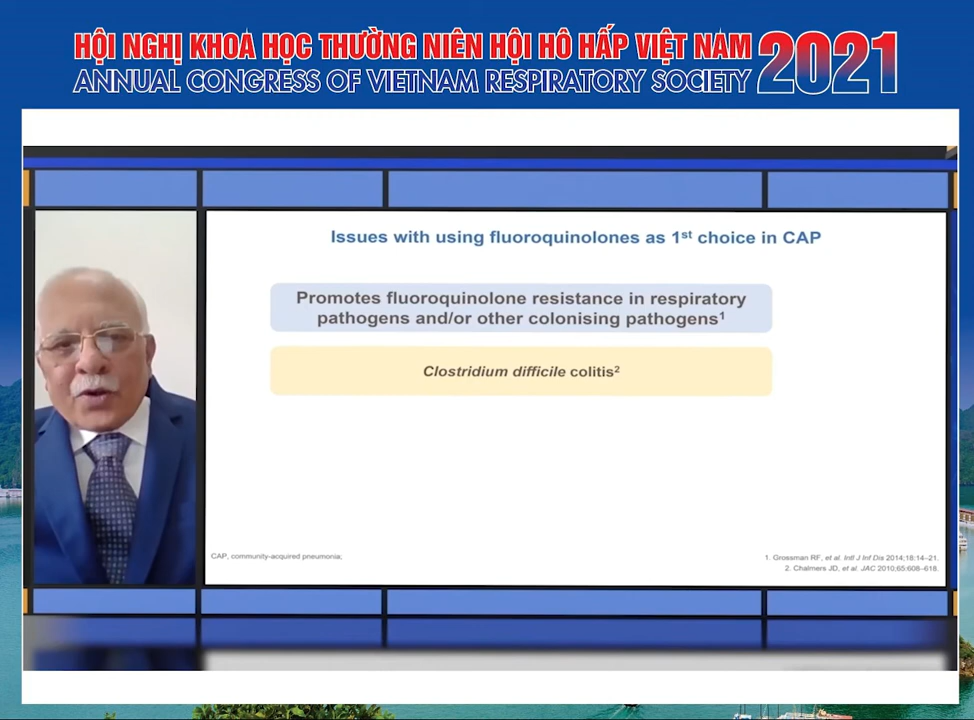 HỘI NGHỊ KHOA HỌC THƯỜNG NIÊN HỘI HÔ HẤP VIỆT NAM 2021
ANNUAL CONGRESS OF VIETNAM RESPIRATORY SOCIETY
Issues with using fluoroquinolones as 1st choice in CAP
Promotes fluoroquinolone resistance in respiratory
pathogens and/or other colonising pathogens1
Clostridium difficile colitis2
CAP, community-acquired pneumonia;
1. Grossman RF, et al. Intl J Inf Dis 2014;18:14–21.
2. Chalmers JD, et al. JAC 2010;65:608–618.